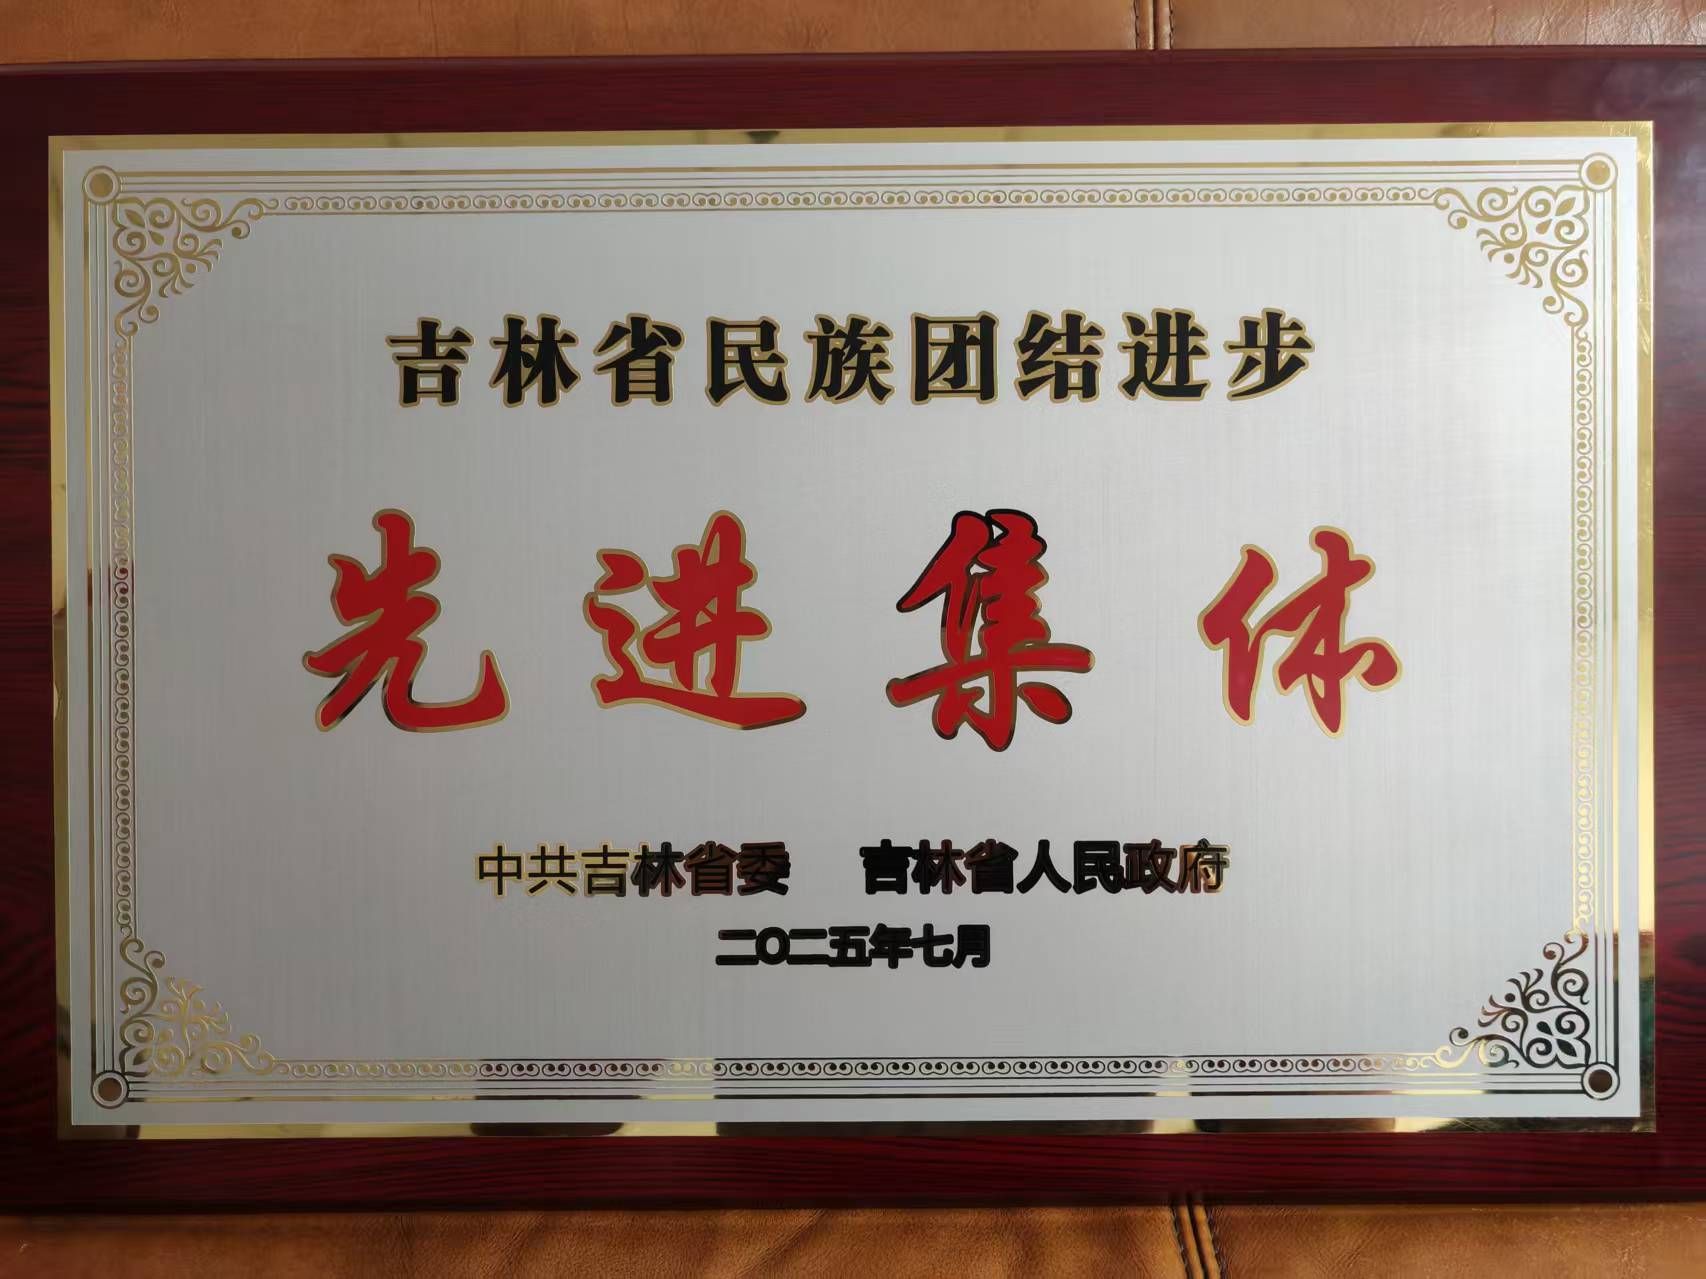 吉林省民族团结进步
先进集体
中共吉林省委 吉林省人民政府
二〇二五年七月